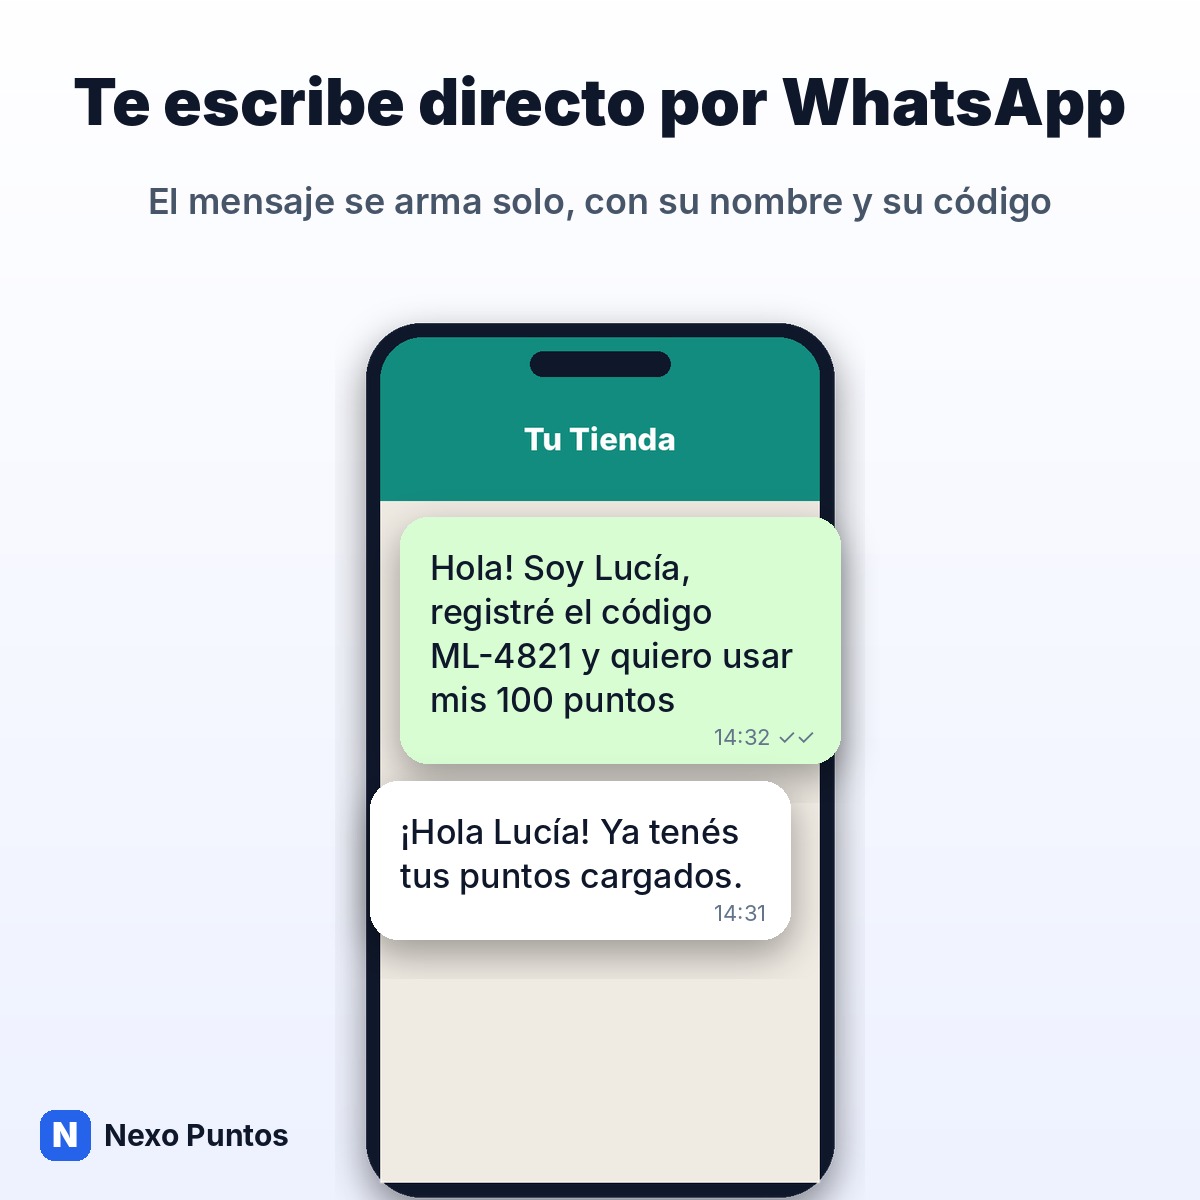 Te escribe directo por WhatsApp
El mensaje se arma solo, con su nombre y su código
Tu Tienda
Hola! Soy Lucía,
registré el código
ML-4821 y quiero usar
mis 100 puntos
14:32 ✓✓
¡Hola Lucía! Ya tenés
tus puntos cargados.
14:31
N Nexo Puntos